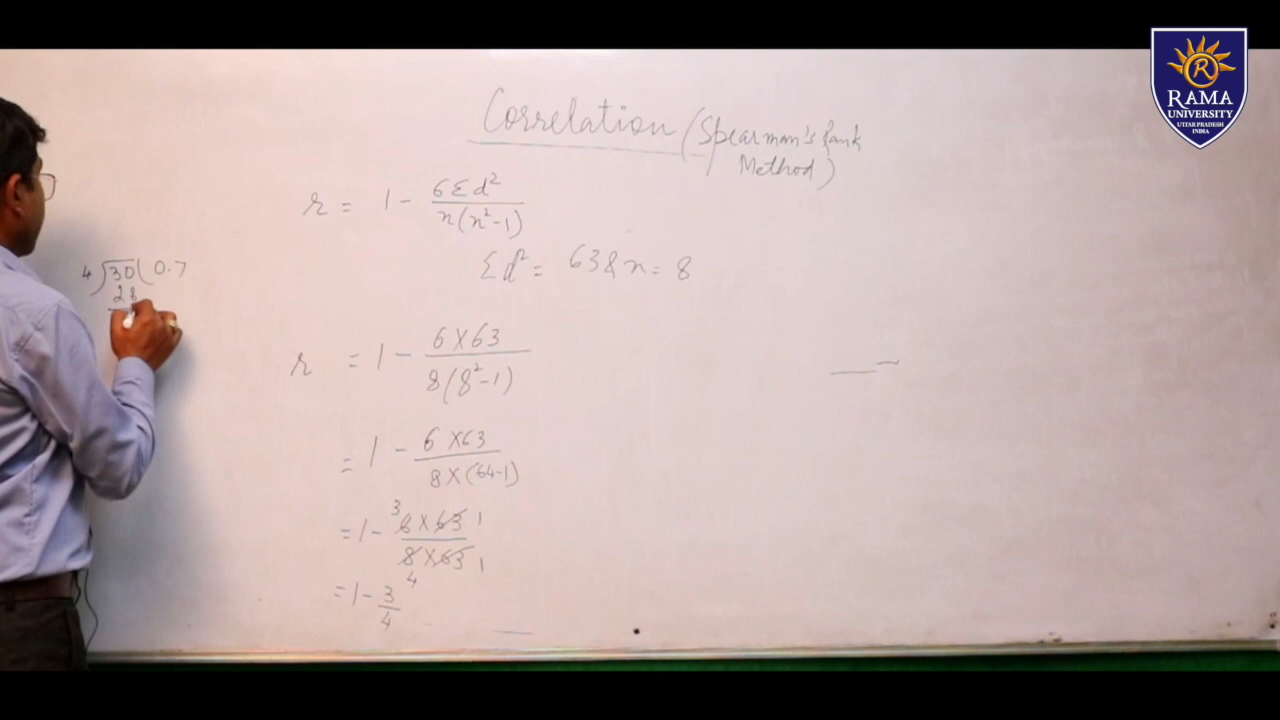 Correlation (Spearman's Rank
Method)
r = 1 - 6Σd² / n(n²-1)
Σd² = 63 & n = 8
4 ) 30 ( 0.7
28
r = 1 - 6×63 / 8(8²-1)
= 1 - 6×63 / 8×(64-1)
= 1 - 3 6×63 1 / 8×63 1
4
= 1 - 3/4
R
RAMA
UNIVERSITY
UTTAR PRADESH
INDIA